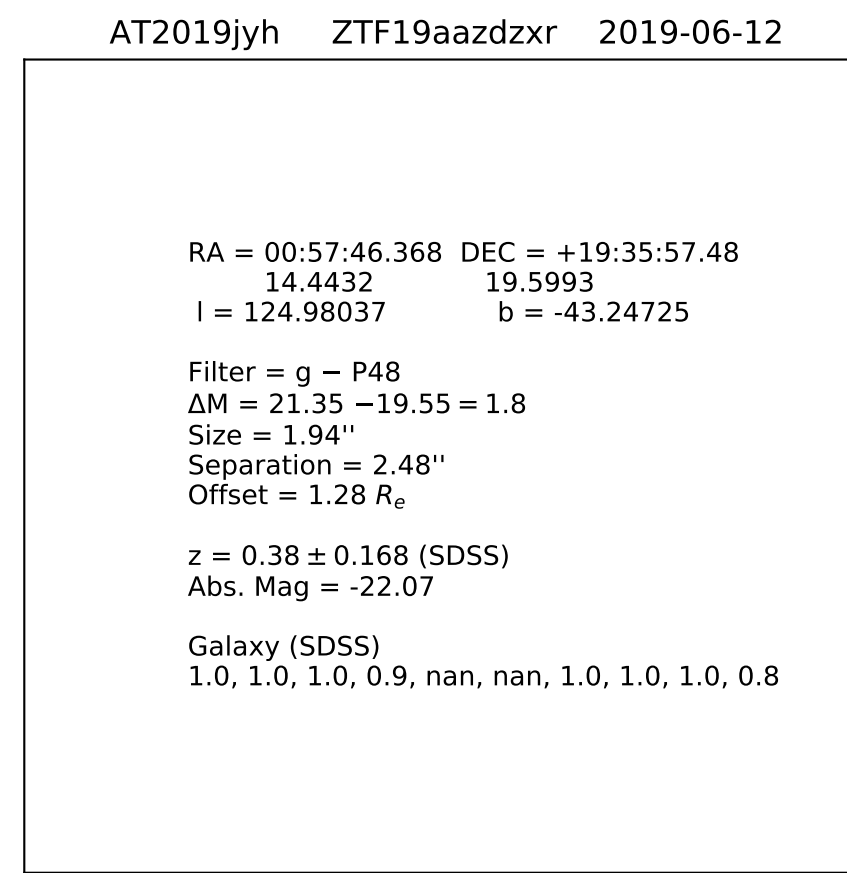 AT2019jyh ZTF19aazdzxr 2019-06-12
RA = 00:57:46.368 DEC = +19:35:57.48
14.4432 19.5993
l = 124.98037 b = -43.24725
Filter = g − P48
ΔM = 21.35 −19.55 = 1.8
Size = 1.94''
Separation = 2.48''
Offset = 1.28 Rₑ
z = 0.38 ± 0.168 (SDSS)
Abs. Mag = -22.07
Galaxy (SDSS)
1.0, 1.0, 1.0, 0.9, nan, nan, 1.0, 1.0, 1.0, 0.8